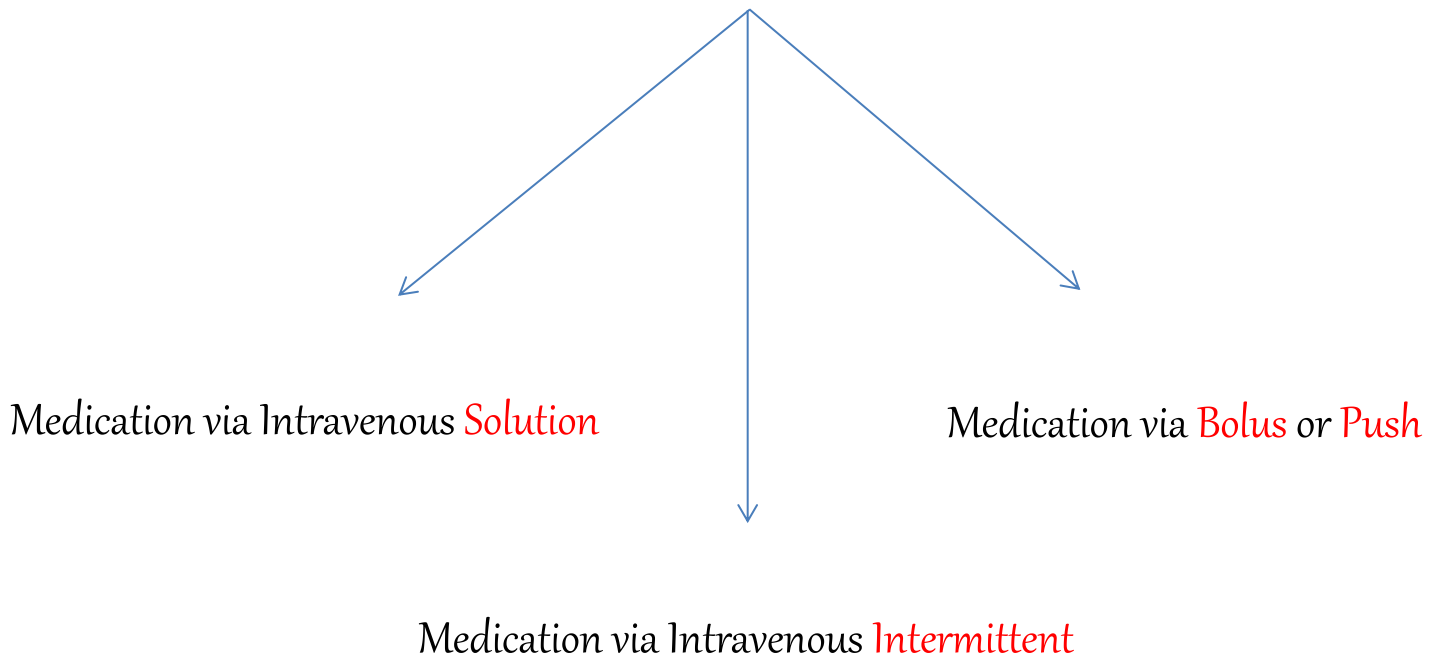 Medication via Intravenous Solution
Medication via Bolus or Push
Medication via Intravenous Intermittent